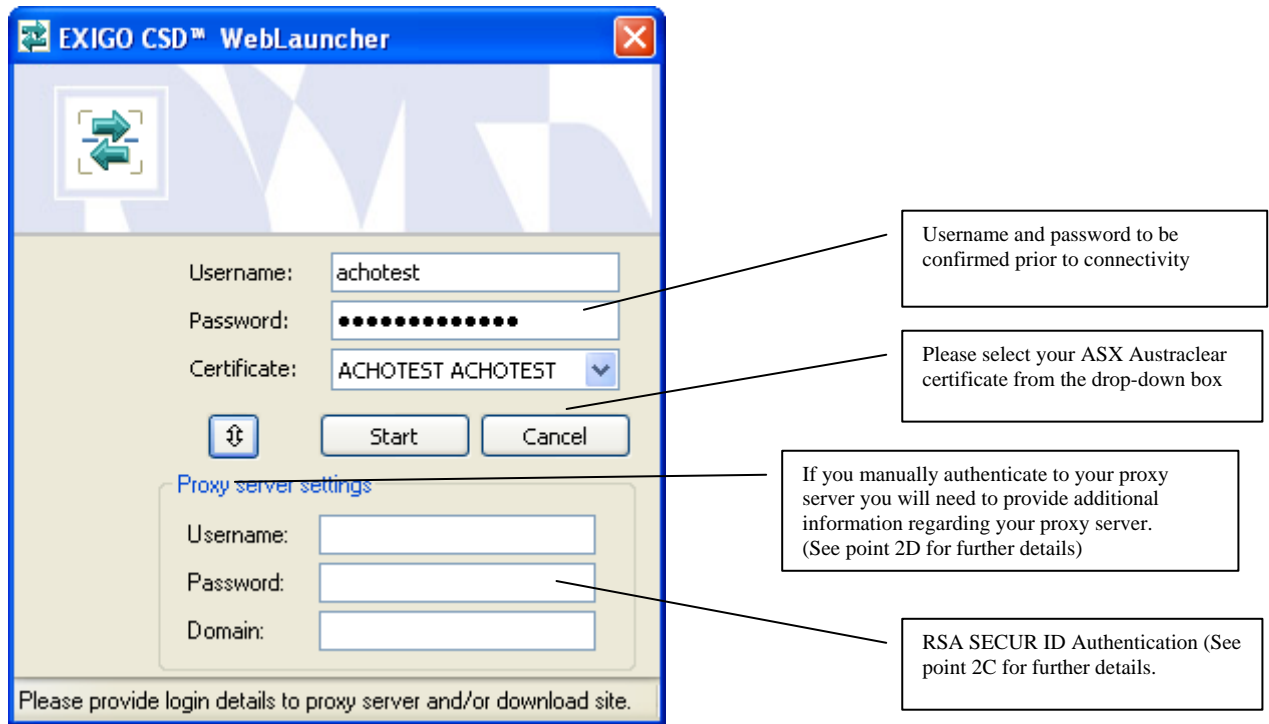 EXIGO CSD™ WebLauncher
Username:
achotest
Password:
●●●●●●●●●●●●●
Certificate:
ACHOTEST ACHOTEST
Start
Cancel
Proxy server settings
Username:
Password:
Domain:
Please provide login details to proxy server and/or download site.
Username and password to be
confirmed prior to connectivity
Please select your ASX Austraclear
certificate from the drop-down box
If you manually authenticate to your proxy
server you will need to provide additional
information regarding your proxy server.
(See point 2D for further details)
RSA SECUR ID Authentication (See
point 2C for further details.